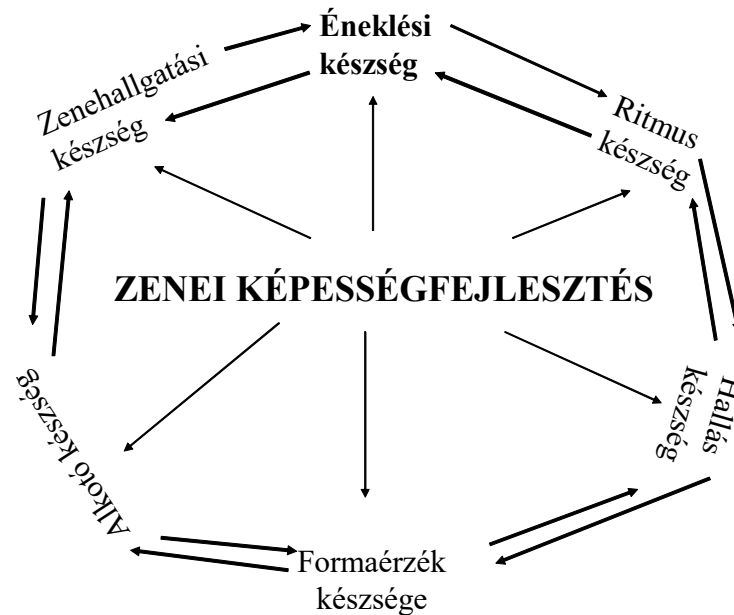 Éneklési
készség
Zenehallgatási
készség
Ritmus
készség
ZENEI KÉPESSÉGFEJLESZTÉS
Hallás
készség
Alkotó készség
Formaérzék
készsége